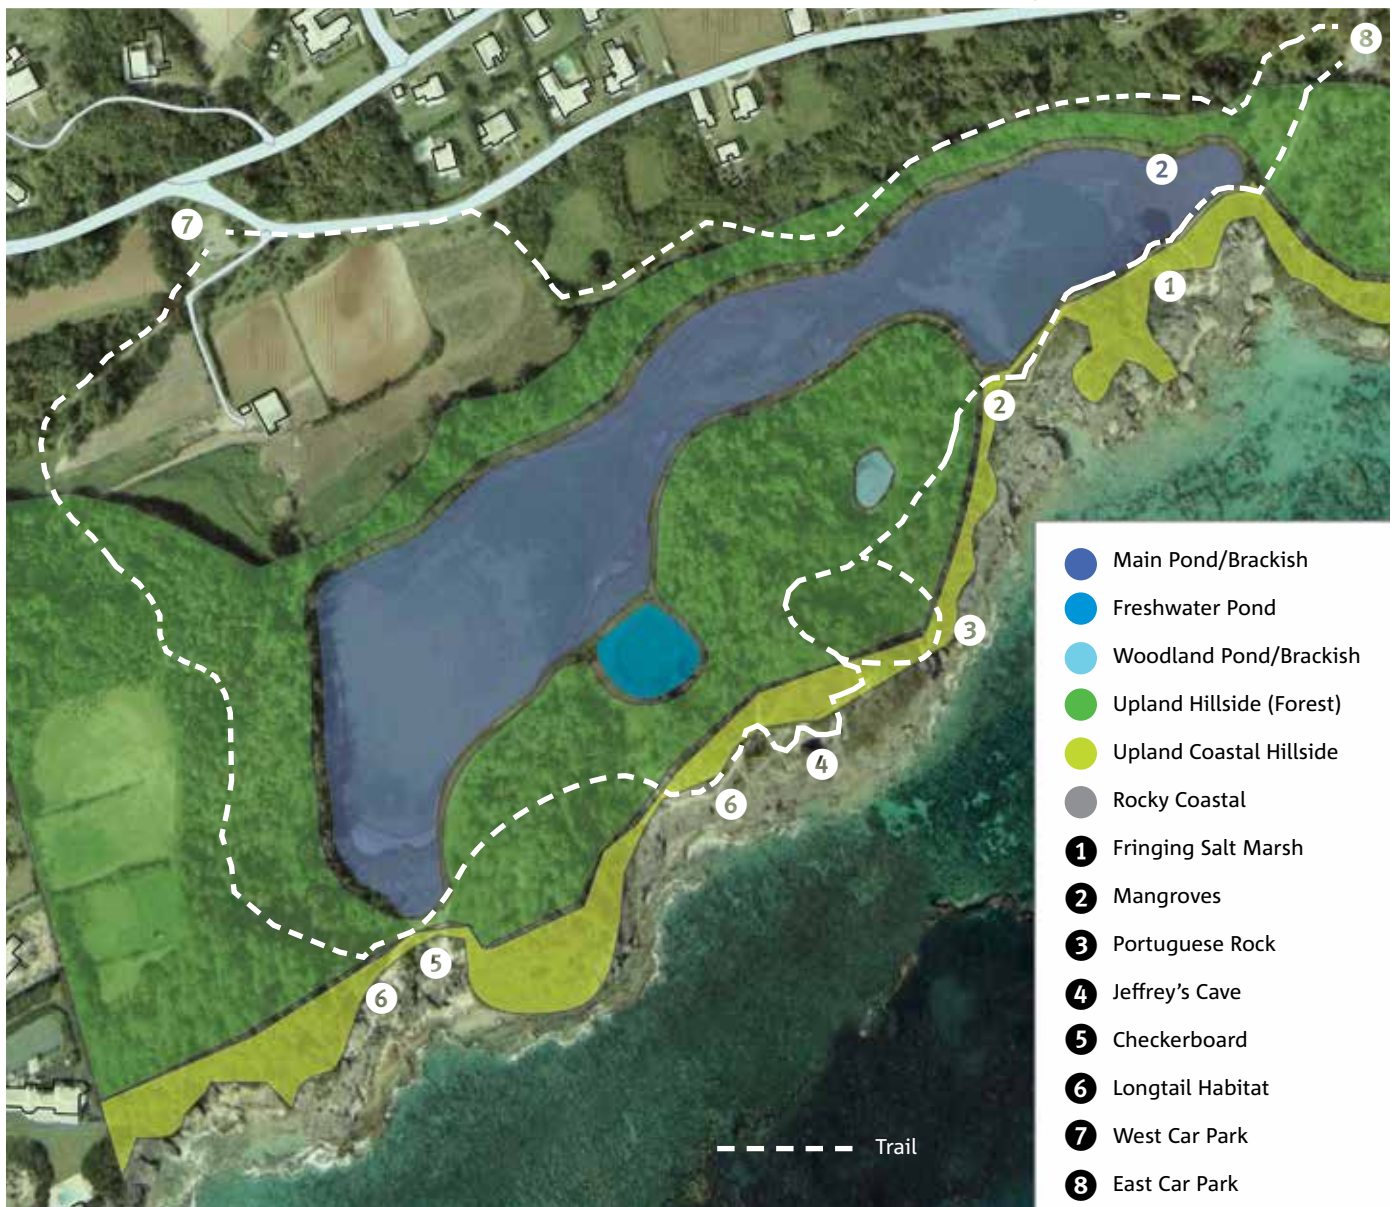 8
2
7
1
2
3
4
6
5
6
Main Pond/Brackish
Freshwater Pond
Woodland Pond/Brackish
Upland Hillside (Forest)
Upland Coastal Hillside
Rocky Coastal
1 Fringing Salt Marsh
2 Mangroves
3 Portuguese Rock
4 Jeffrey’s Cave
5 Checkerboard
6 Longtail Habitat
7 West Car Park
8 East Car Park
Trail